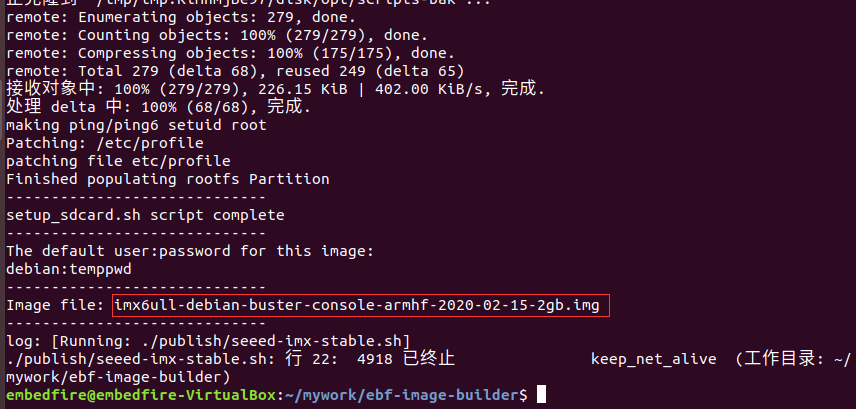 remote: Enumerating objects: 279, done.
remote: Counting objects: 100% (279/279), done.
remote: Compressing objects: 100% (175/175), done.
remote: Total 279 (delta 68), reused 249 (delta 65)
接收对象中: 100% (279/279), 226.15 KiB | 402.00 KiB/s, 完成.
处理 delta 中: 100% (68/68), 完成.
making ping/ping6 setuid root
Patching: /etc/profile
patching file etc/profile
Finished populating rootfs Partition
-----------------------------
setup_sdcard.sh script complete
-----------------------------
The default user:password for this image:
debian:temppwd
-----------------------------
Image file: imx6ull-debian-buster-console-armhf-2020-02-15-2gb.img
-----------------------------
log: [Running: ./publish/seeed-imx-stable.sh]
./publish/seeed-imx-stable.sh: 行 22:  4918 已终止               keep_net_alive  (工作目录: ~/
mywork/ebf-image-builder)
embedfire@embedfire-VirtualBox:~/mywork/ebf-image-builder$